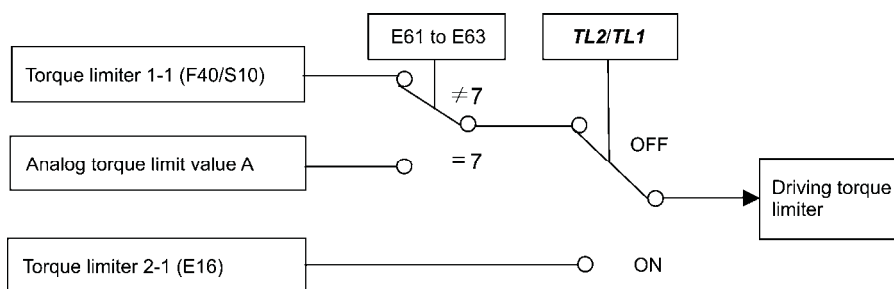 E61 to E63
TL2/TL1
Torque limiter 1-1 (F40/S10)
≠7
OFF
Analog torque limit value A
=7
Driving torque
limiter
Torque limiter 2-1 (E16)
ON